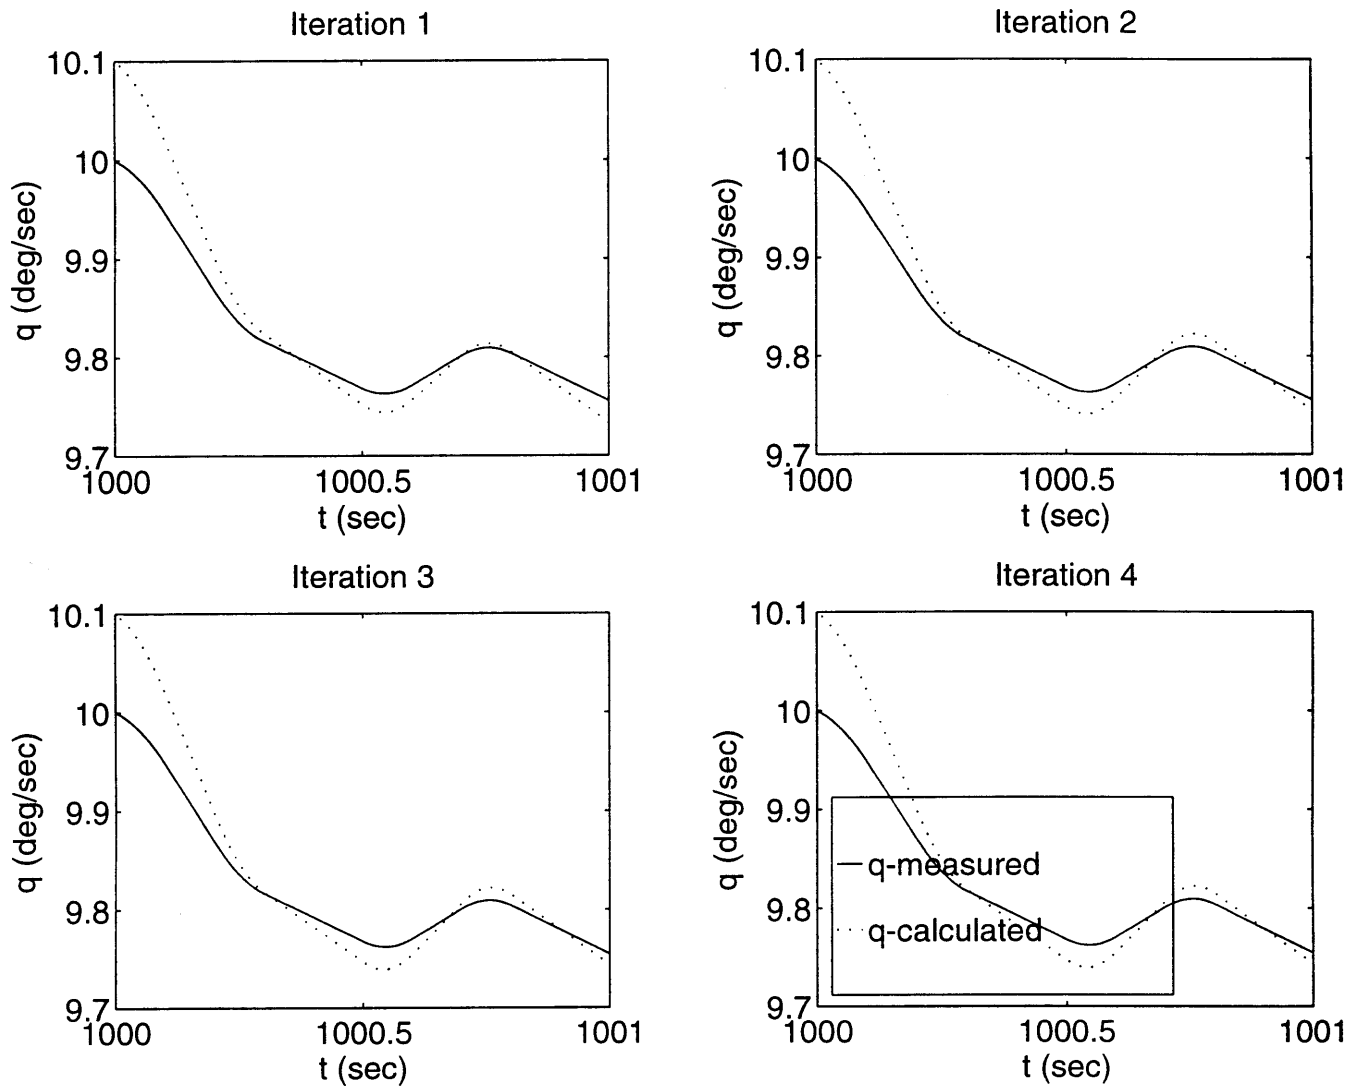 Iteration 1
10.1
10
9.9
9.8
9.7
q (deg/sec)
1000
1000.5
1001
t (sec)
Iteration 2
10.1
10
9.9
9.8
9.7
q (deg/sec)
1000
1000.5
1001
t (sec)
Iteration 3
10.1
10
9.9
9.8
9.7
q (deg/sec)
1000
1000.5
1001
t (sec)
Iteration 4
10.1
10
9.9
9.8
9.7
q (deg/sec)
q-measured
q-calculated
1000
1000.5
1001
t (sec)